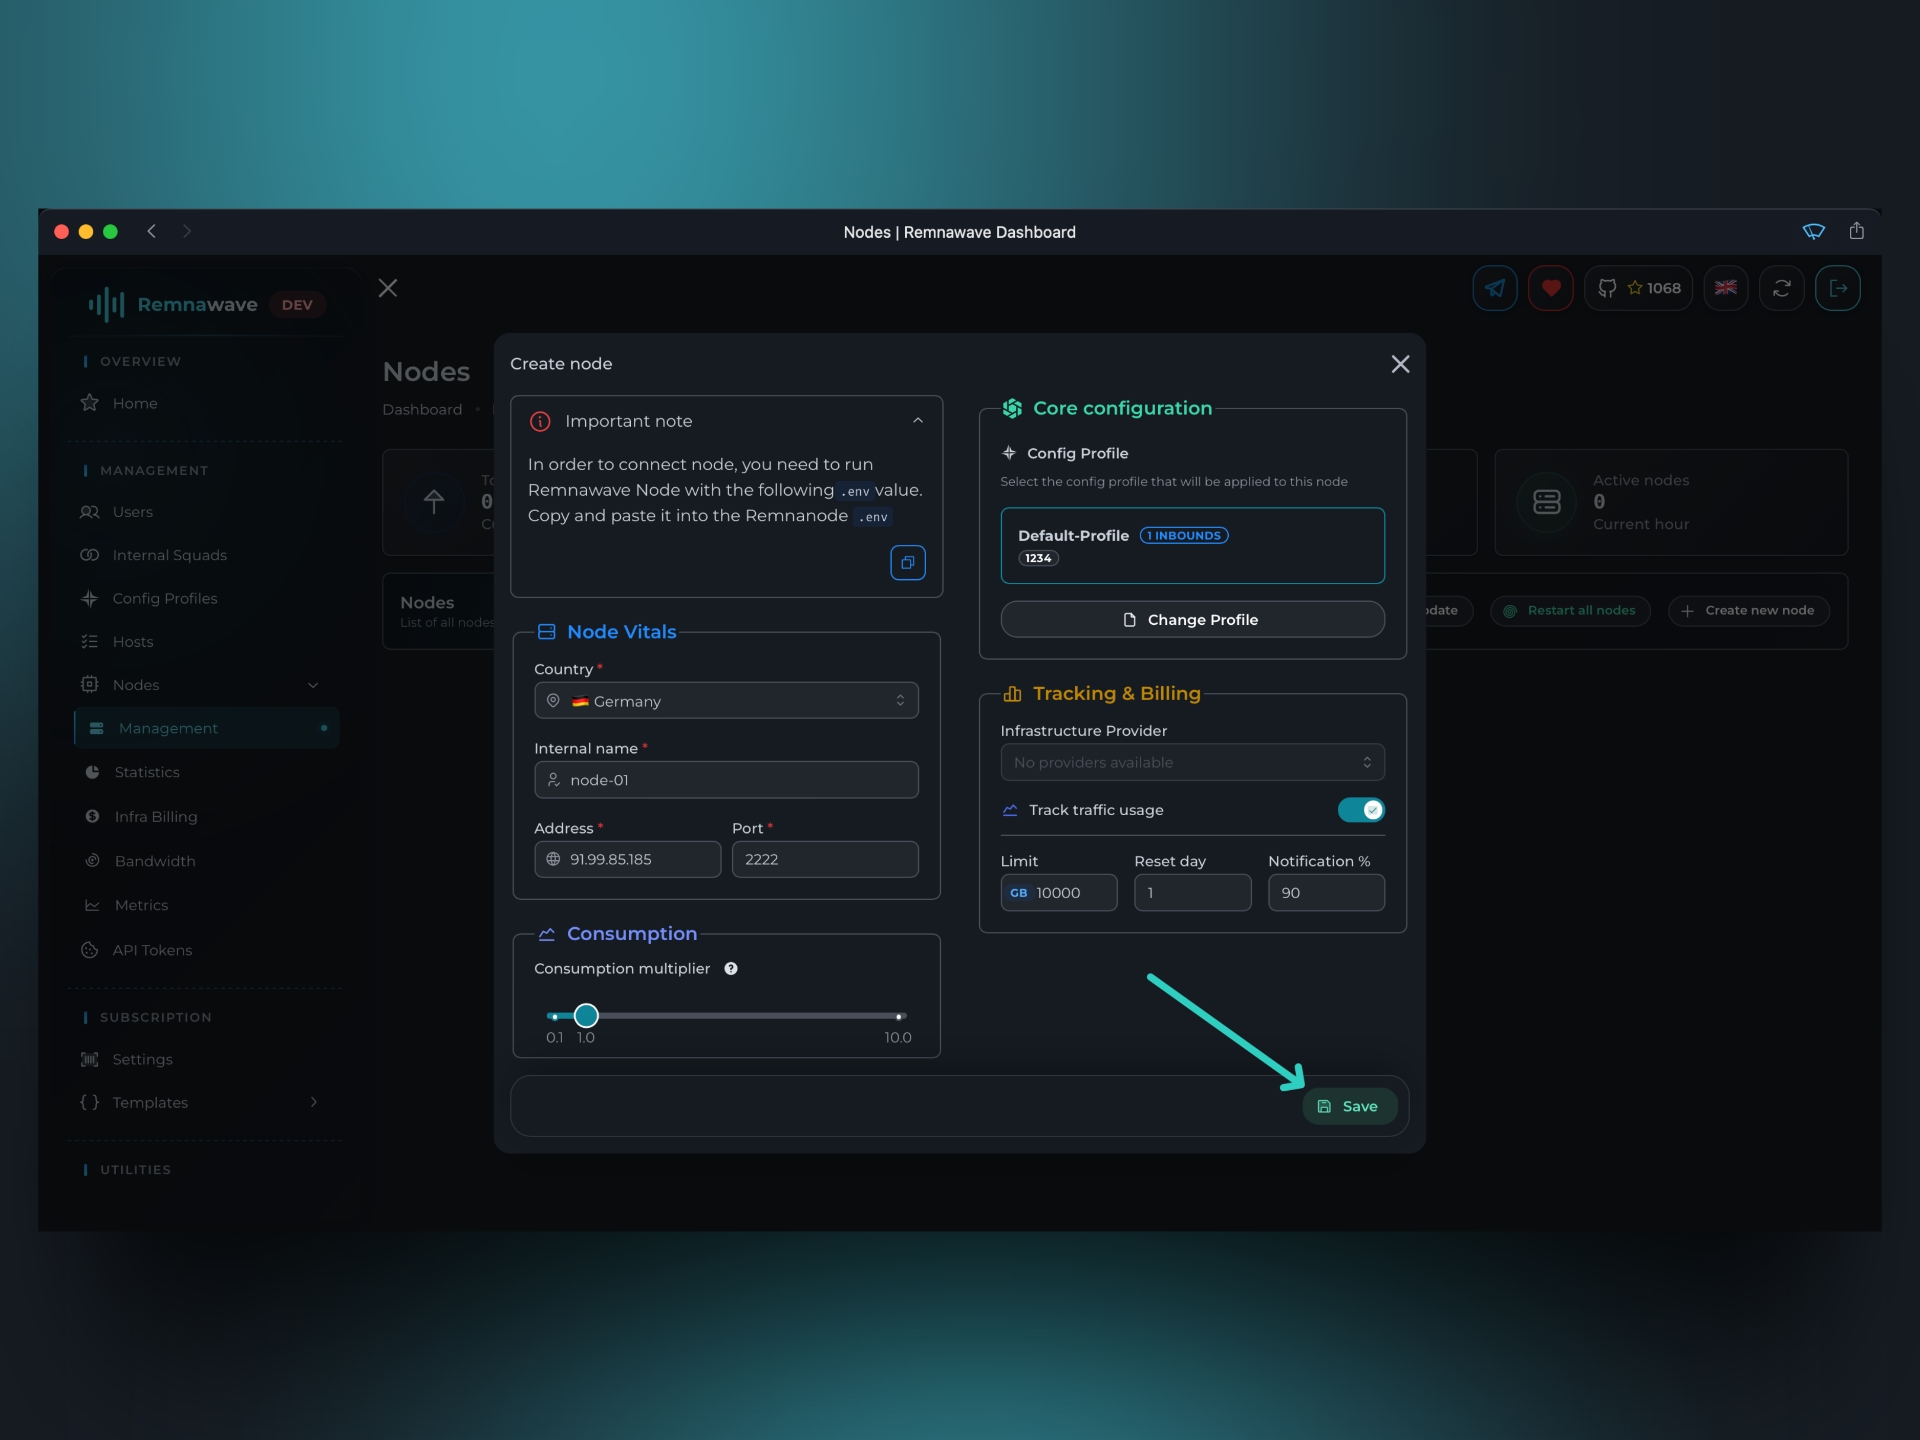 Nodes | Remnawave Dashboard
Remnawave DEV
1068
OVERVIEW
Home
MANAGEMENT
Users
Internal Squads
Config Profiles
Hosts
Nodes
Management
Statistics
Infra Billing
Bandwidth
Metrics
API Tokens
SUBSCRIPTION
Settings
Templates
UTILITIES
Nodes
Dashboard
0
Nodes
List of all nodes
Active nodes
0
Current hour
Restart all nodes
Create new node
Create node
Important note
In order to connect node, you need to run
Remnawave Node with the following .env value.
Copy and paste it into the Remnanode .env
Node Vitals
Country *
Germany
Internal name *
node-01
Address * Port *
91.99.85.185 2222
Consumption
Consumption multiplier ?
0.1 1.0 10.0
Core configuration
Config Profile
Select the config profile that will be applied to this node
Default-Profile 1 INBOUNDS
1234
Change Profile
Tracking & Billing
Infrastructure Provider
No providers available
Track traffic usage
Limit Reset day Notification %
GB 10000 1 90
Save